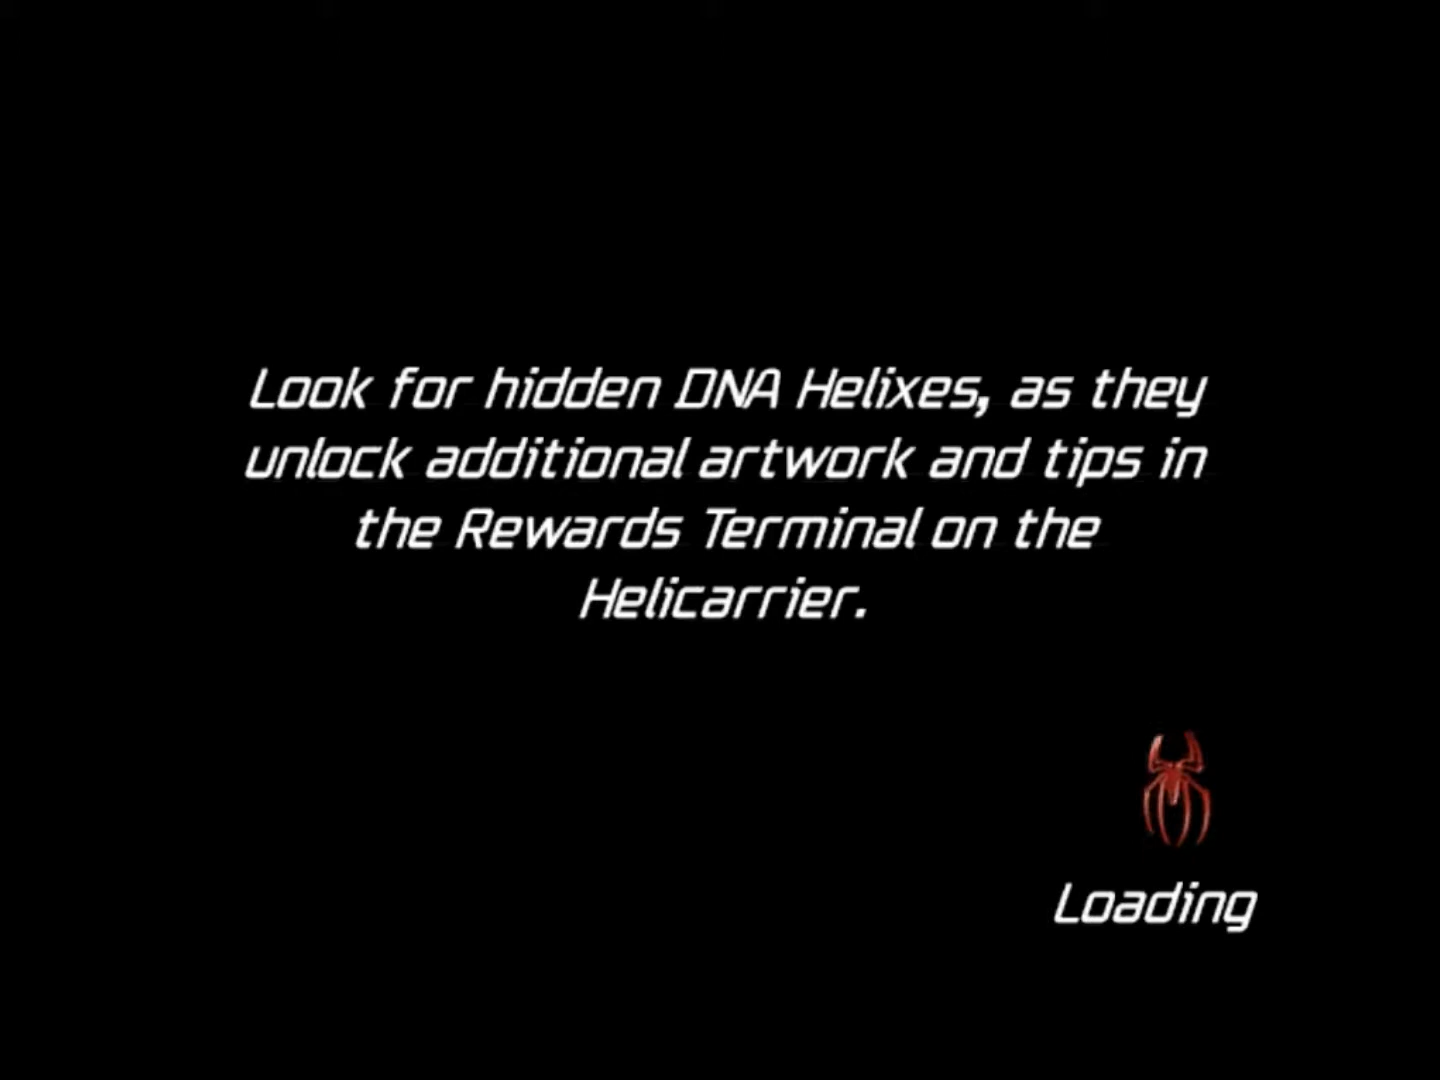 Look for hidden DNA Helixes, as they
unlock additional artwork and tips in
the Rewards Terminal on the
Helicarrier.
Loading